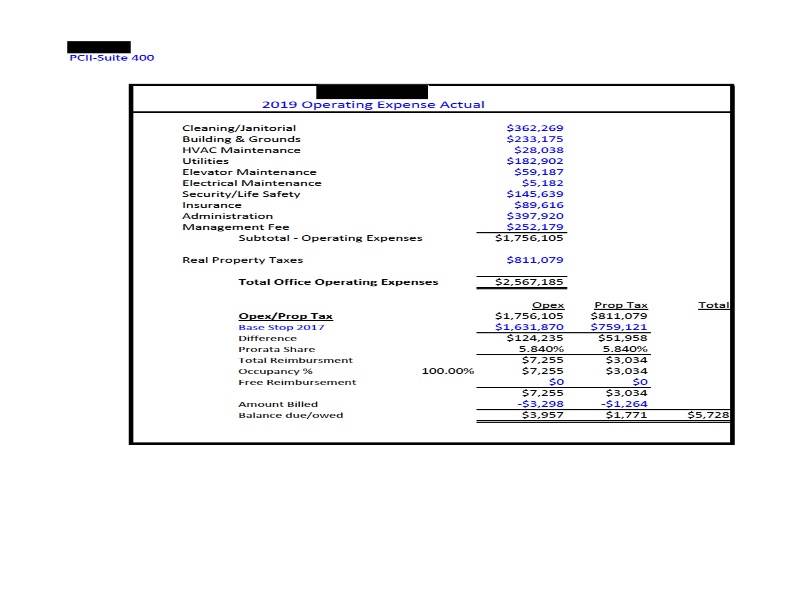 PCII-Suite 400
2019 Operating Expense Actual
Cleaning/Janitorial $362,269
Building & Grounds $233,175
HVAC Maintenance $28,038
Utilities $182,902
Elevator Maintenance $59,187
Electrical Maintenance $5,182
Security/Life Safety $145,639
Insurance $89,616
Administration $397,920
Management Fee $252,179
Subtotal - Operating Expenses $1,756,105
Real Property Taxes $811,079
Total Office Operating Expenses $2,567,185
Opex Prop Tax Total
Opex/Prop Tax $1,756,105 $811,079
Base Stop 2017 $1,631,870 $759,121
Difference $124,235 $51,958
Prorata Share 5.840% 5.840%
Total Reimbursment $7,255 $3,034
Occupancy % 100.00% $7,255 $3,034
Free Reimbursement $0 $0
$7,255 $3,034
Amount Billed -$3,298 -$1,264
Balance due/owed $3,957 $1,771 $5,728